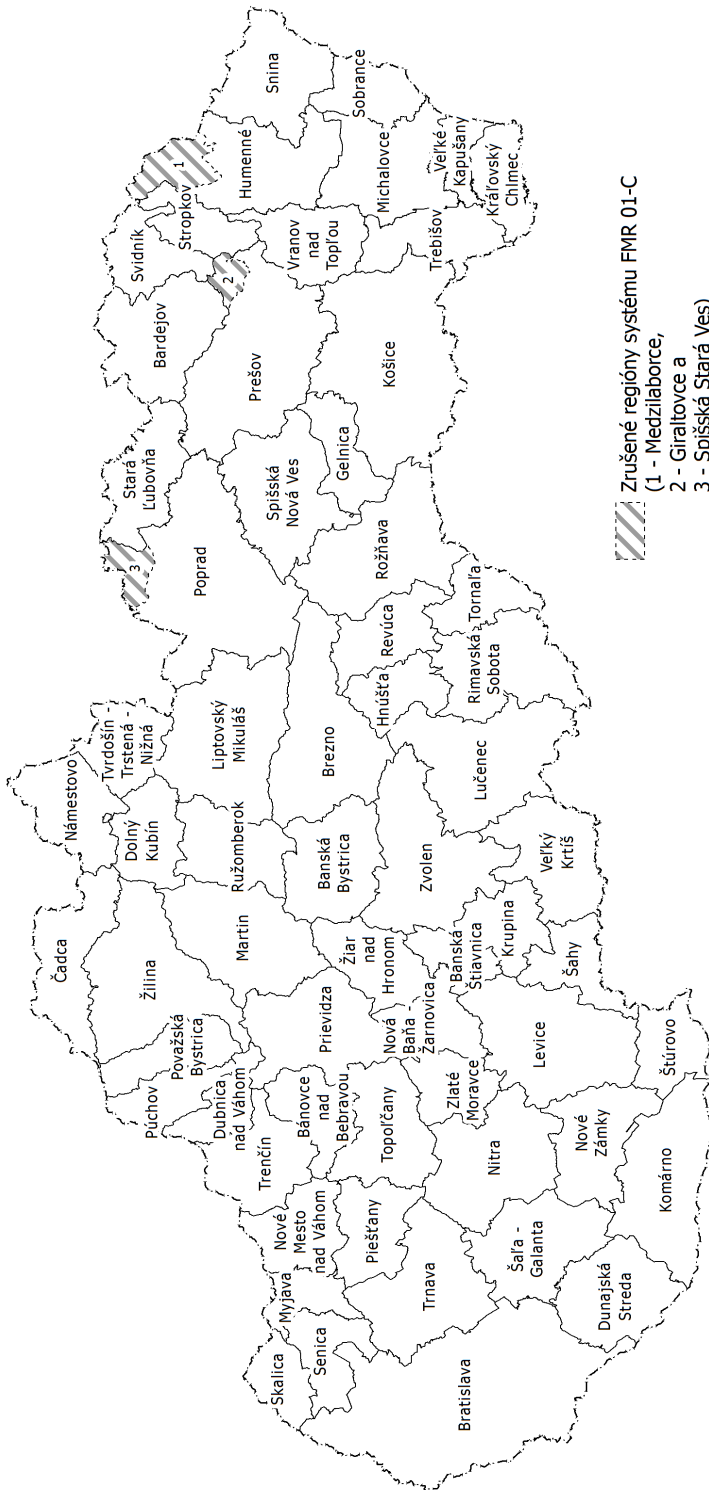 Námestovo
Čadca
Tvrdošín -
Trstená -
Nižná
Dolný
Kubín
Žilina
Púchov
Považská
Bystrica
Stará
Ľubovňa
3
Bardejov
Svidník
Stropkov
1
2
Poprad
Skalica
Myjava
Senica
Nové
Mesto
nad Váhom
Trenčín
Dubnica
nad Váhom
Bánovce
nad
Bebravou
Prievidza
Martin
Ružomberok
Liptovský
Mikuláš
Spišská
Nová Ves
Prešov
Vranov
nad
Topľou
Humenné
Snina
Piešťany
Topoľčany
Žiar
nad
Hronom
Banská
Bystrica
Brezno
Gelnica
Košice
Michalovce
Sobrance
Trnava
Nová
Baňa -
Žarnovica
Zlaté
Moravce
Banská
Štiavnica
Zvolen
Hnúšťa
Revúca
Rožňava
Trebišov
Veľké
Kapušany
Kráľovský
Chlmec
Bratislava
Šaľa -
Galanta
Nitra
Levice
Krupina
Lučenec
Rimavská
Sobota
Tornaľa
Dunajská
Streda
Nové
Zámky
Šahy
Veľký
Krtíš
Komárno
Štúrovo
Zrušené regióny systému FMR 01-C
(1 - Medzilaborce,
2 - Giraltovce a
3 - Spišská Stará Ves)